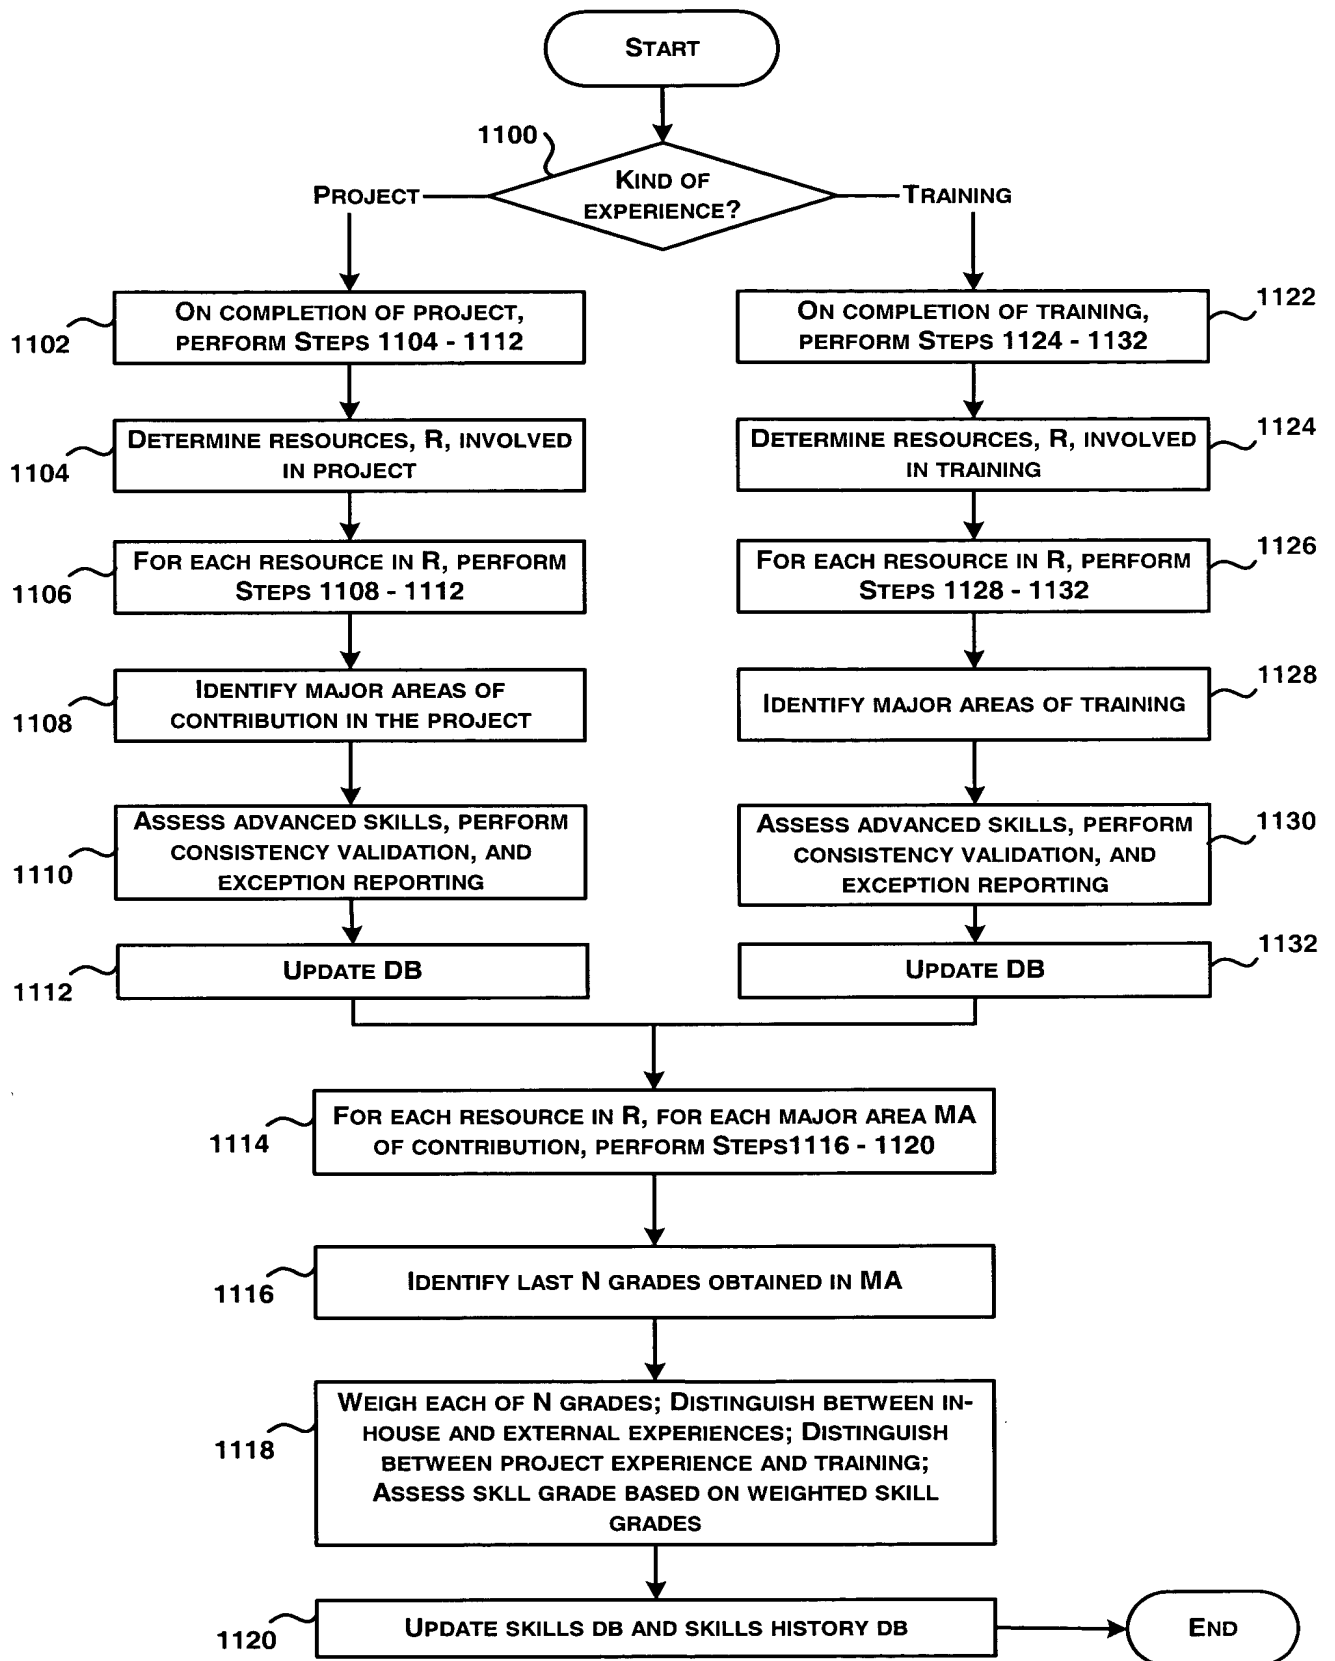 START
1100
KIND OF
EXPERIENCE?
PROJECT
TRAINING
1102
ON COMPLETION OF PROJECT,
PERFORM STEPS 1104 - 1112
1104
DETERMINE RESOURCES, R, INVOLVED
IN PROJECT
1106
FOR EACH RESOURCE IN R, PERFORM
STEPS 1108 - 1112
1108
IDENTIFY MAJOR AREAS OF
CONTRIBUTION IN THE PROJECT
1110
ASSESS ADVANCED SKILLS, PERFORM
CONSISTENCY VALIDATION, AND
EXCEPTION REPORTING
1112
UPDATE DB
1122
ON COMPLETION OF TRAINING,
PERFORM STEPS 1124 - 1132
1124
DETERMINE RESOURCES, R, INVOLVED
IN TRAINING
1126
FOR EACH RESOURCE IN R, PERFORM
STEPS 1128 - 1132
1128
IDENTIFY MAJOR AREAS OF TRAINING
1130
ASSESS ADVANCED SKILLS, PERFORM
CONSISTENCY VALIDATION, AND
EXCEPTION REPORTING
1132
UPDATE DB
1114
FOR EACH RESOURCE IN R, FOR EACH MAJOR AREA MA
OF CONTRIBUTION, PERFORM STEPS1116 - 1120
1116
IDENTIFY LAST N GRADES OBTAINED IN MA
1118
WEIGH EACH OF N GRADES; DISTINGUISH BETWEEN IN-
HOUSE AND EXTERNAL EXPERIENCES; DISTINGUISH
BETWEEN PROJECT EXPERIENCE AND TRAINING;
ASSESS SKLL GRADE BASED ON WEIGHTED SKILL
GRADES
1120
UPDATE SKILLS DB AND SKILLS HISTORY DB
END